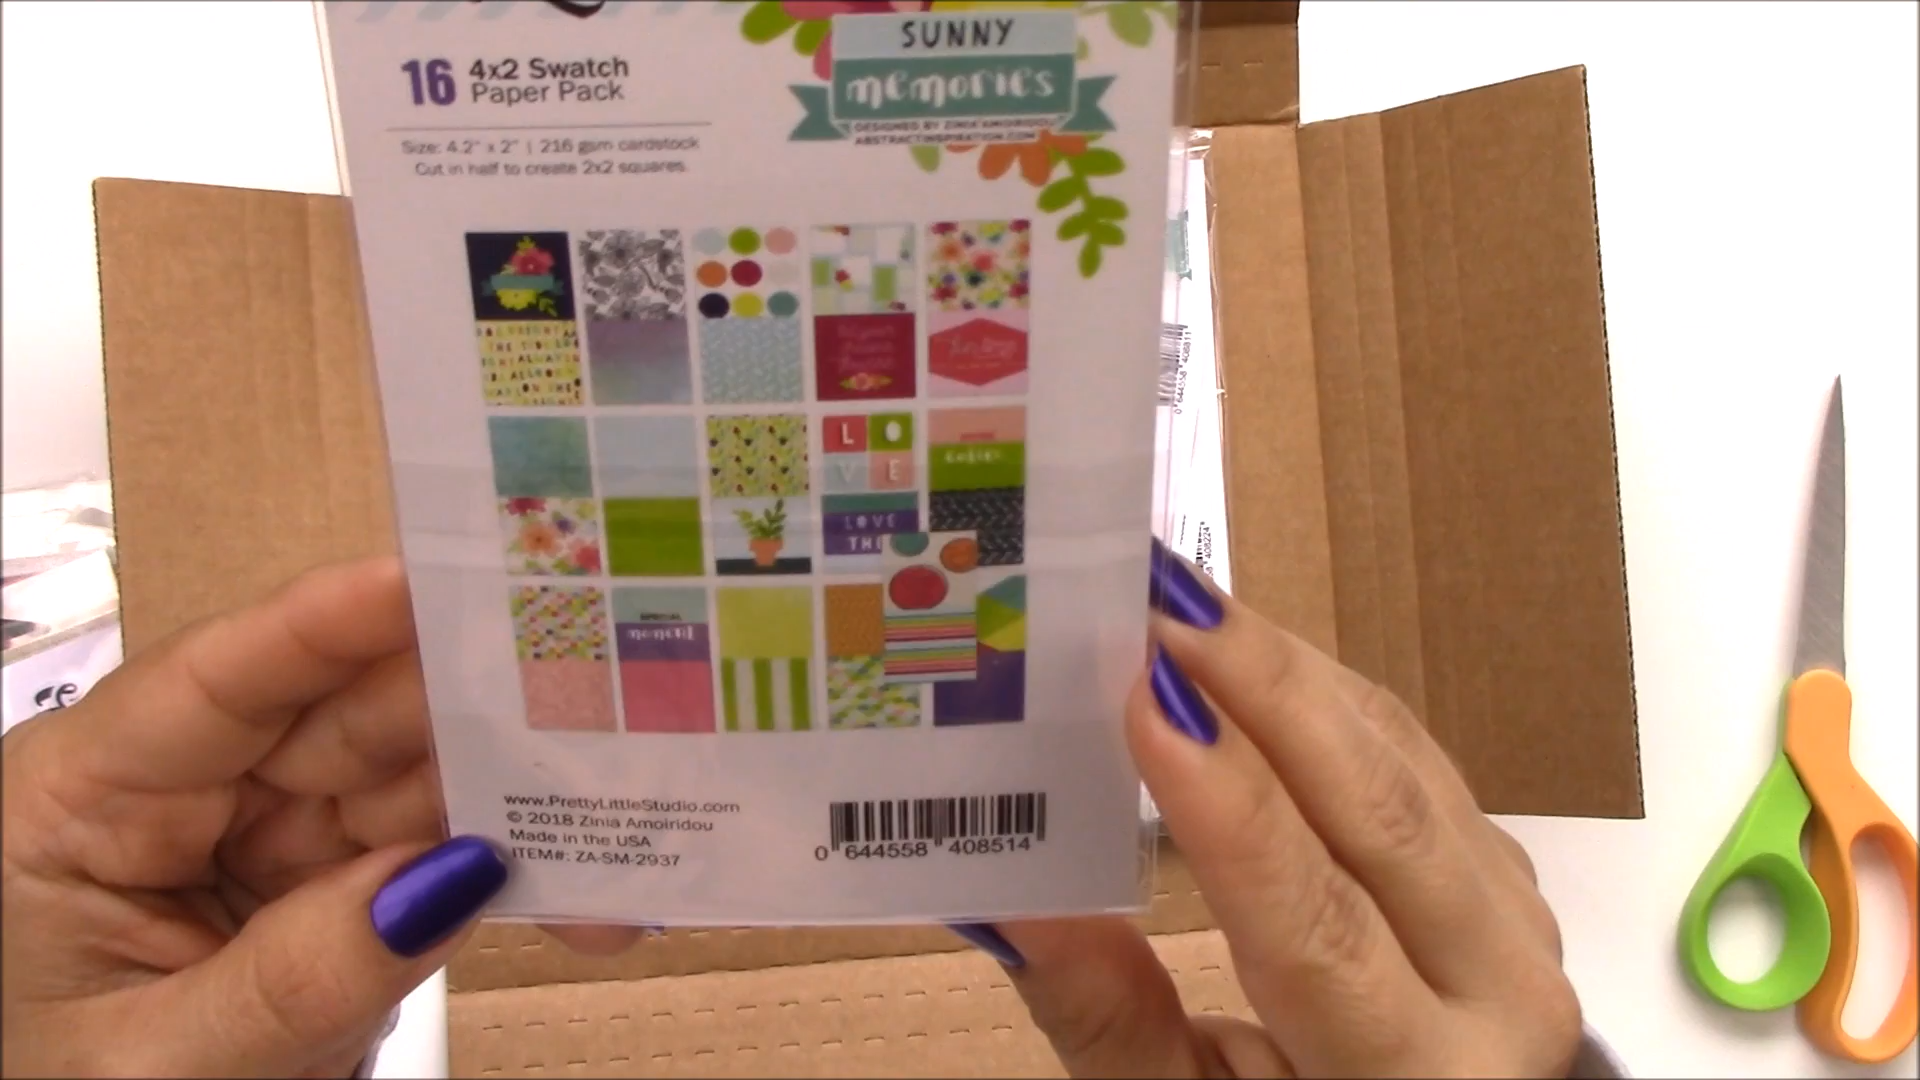 SUNNY
memories
DESIGNED BY ZINIA AMOIRIDOU
ABSTRACTINSPIRATION.COM
16 4x2 Swatch
Paper Pack
Size: 4.2" x 2" | 216 gsm cardstock
Cut in half to create 2x2 squares.
L O
V E
LOVE
SPECIAL
moment
www.PrettyLittleStudio.com
© 2018 Zinia Amoiridou
Made in the USA
ITEM#: ZA-SM-2937
0 644558 408514